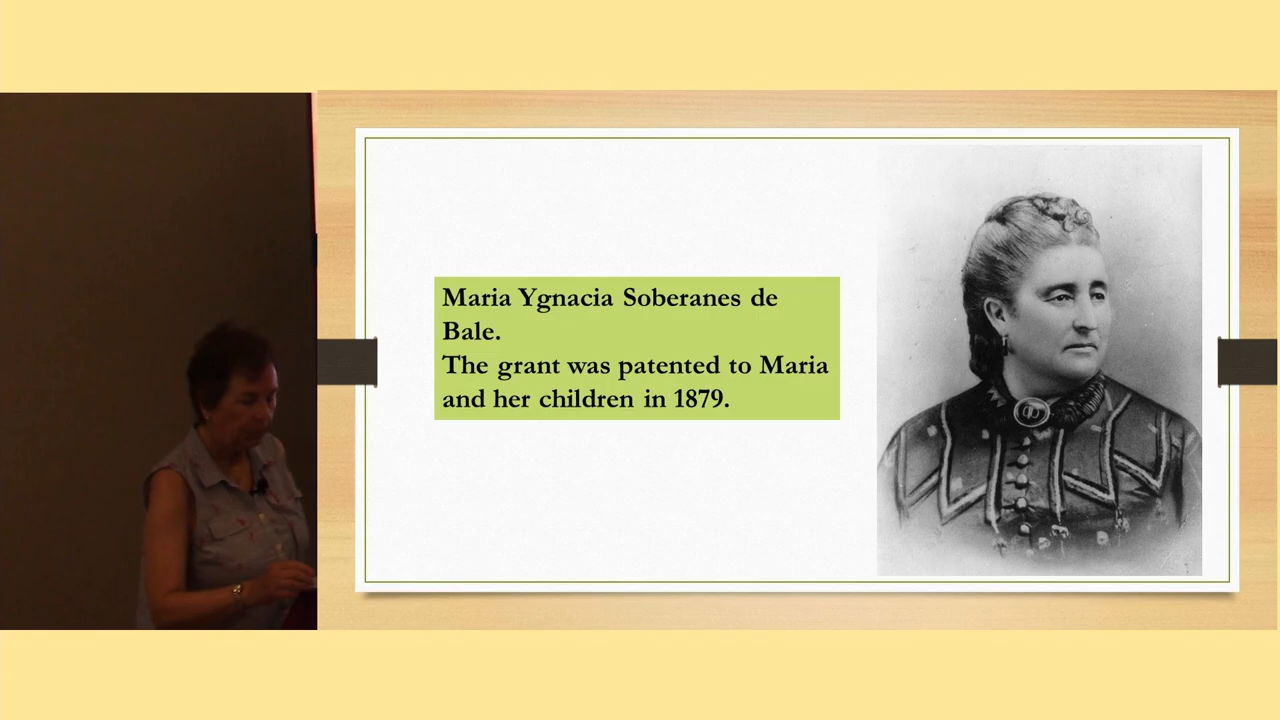 Maria Ygnacia Soberanes de
Bale.
The grant was patented to Maria
and her children in 1879.